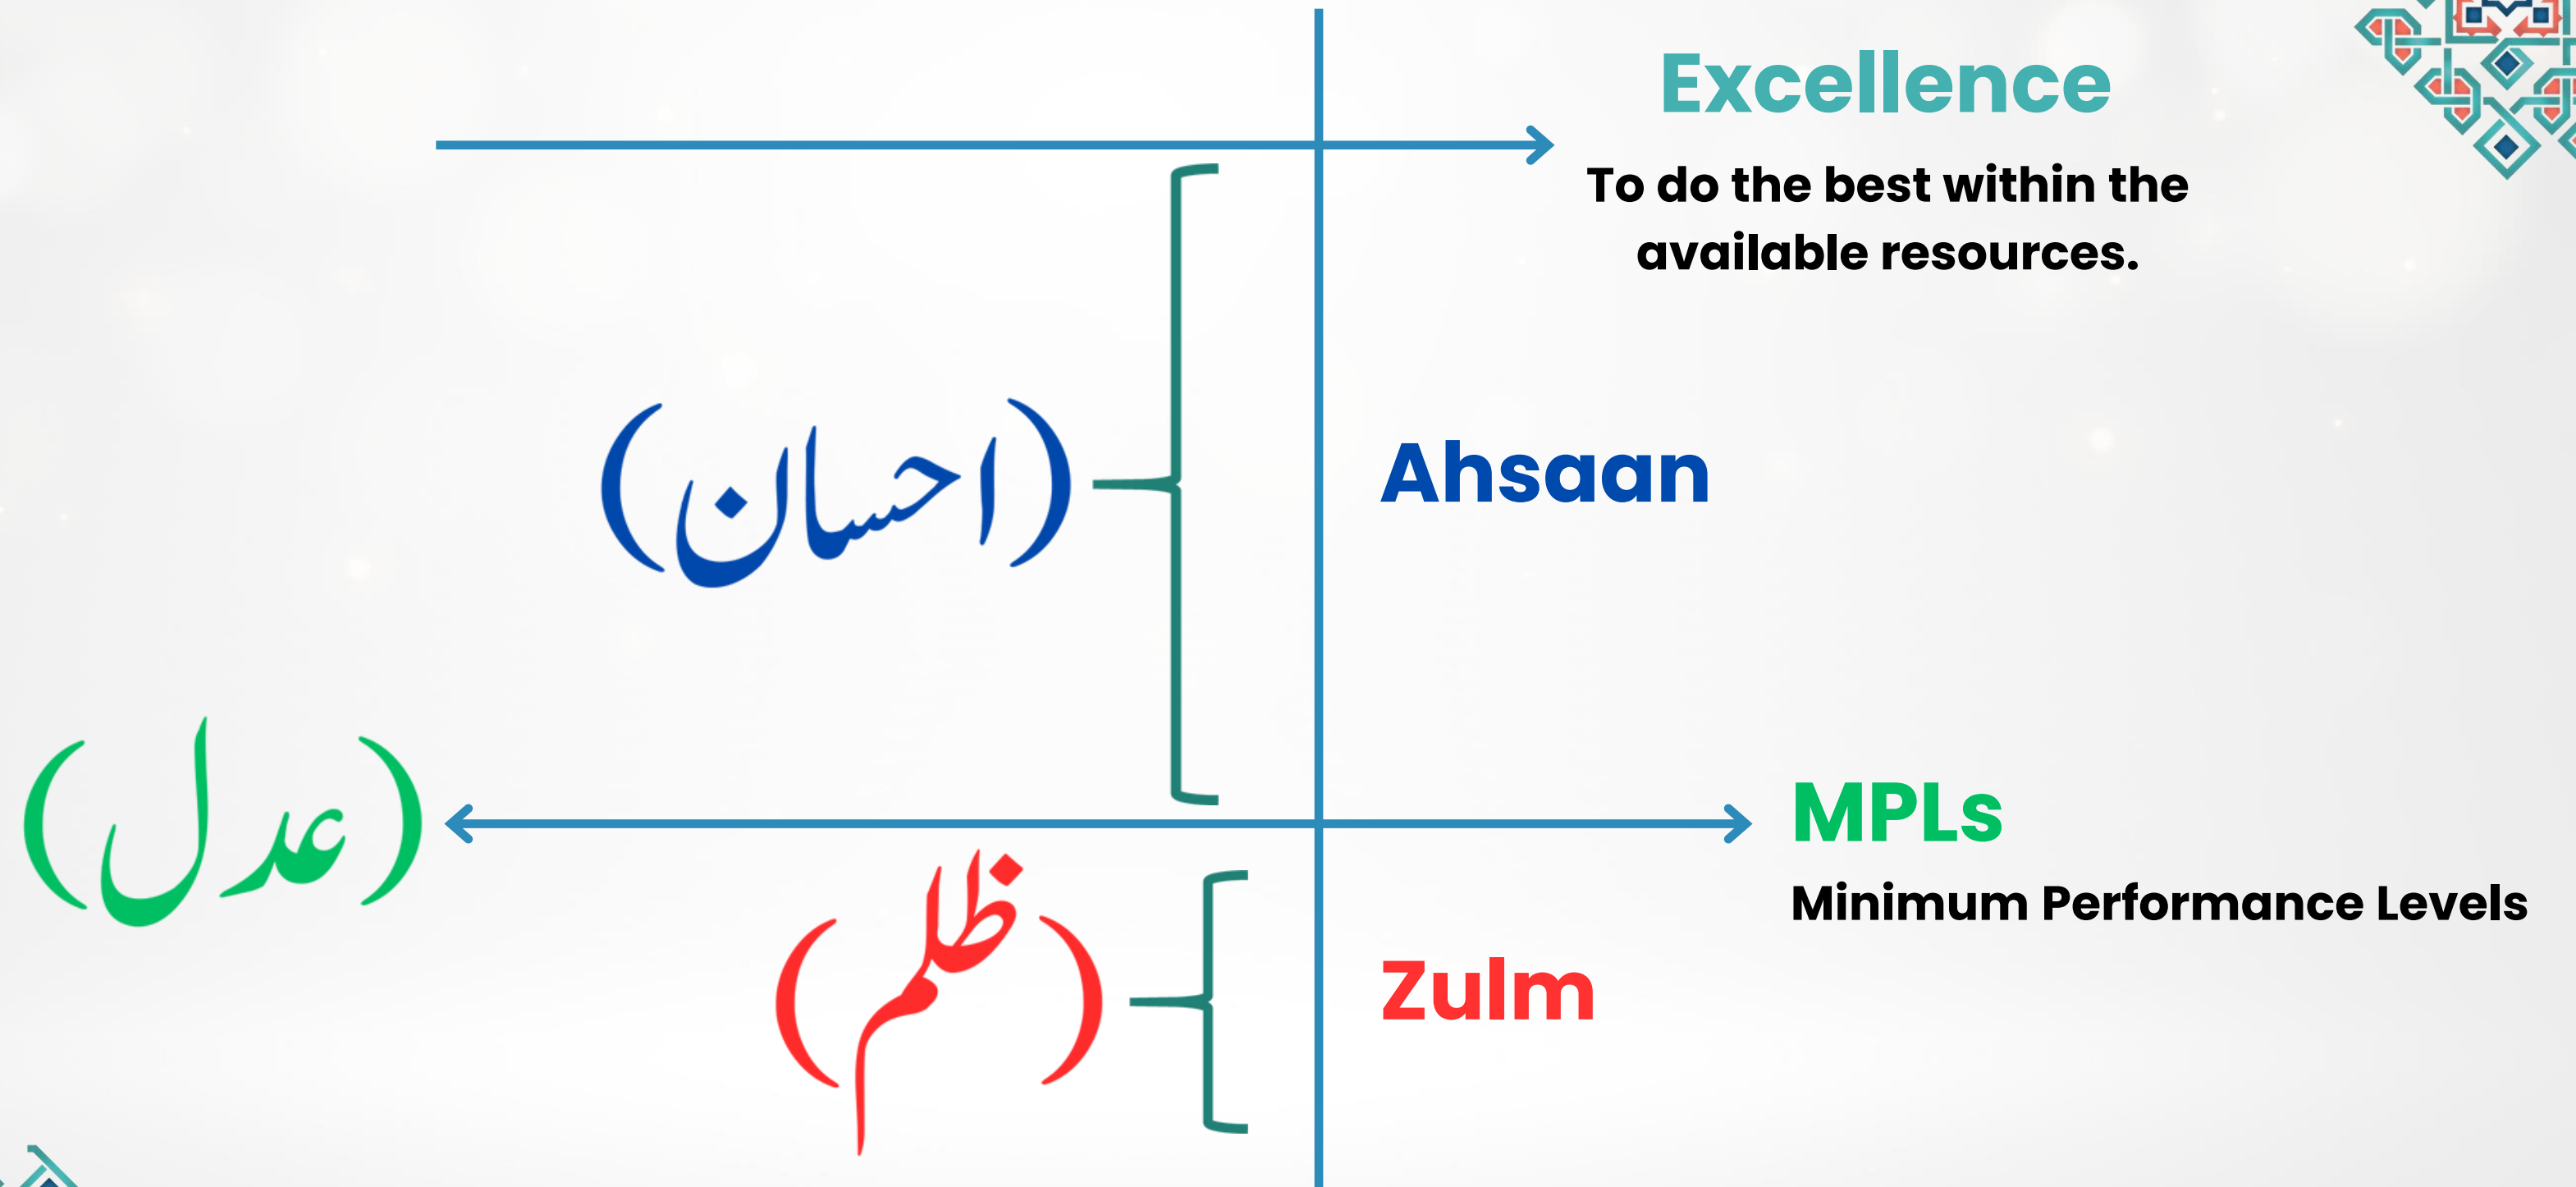 Excellence
To do the best within the
available resources.
(احسان)
Ahsaan
(عدل)
MPLs
Minimum Performance Levels
(ظلم)
Zulm